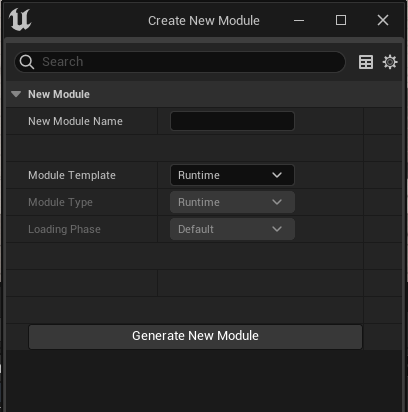 Create New Module
Search
New Module
New Module Name
Module Template Runtime
Module Type Runtime
Loading Phase Default
Generate New Module